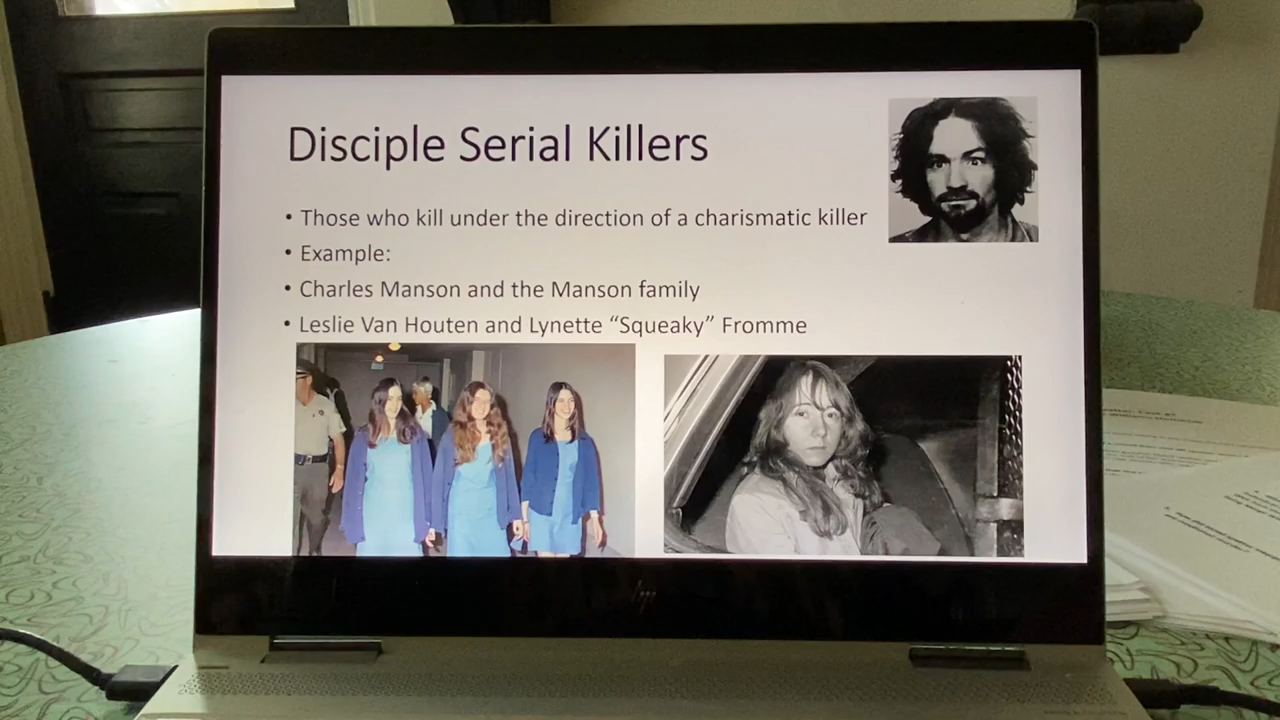 Disciple Serial Killers
• Those who kill under the direction of a charismatic killer
• Example:
• Charles Manson and the Manson family
• Leslie Van Houten and Lynette “Squeaky” Fromme
hp